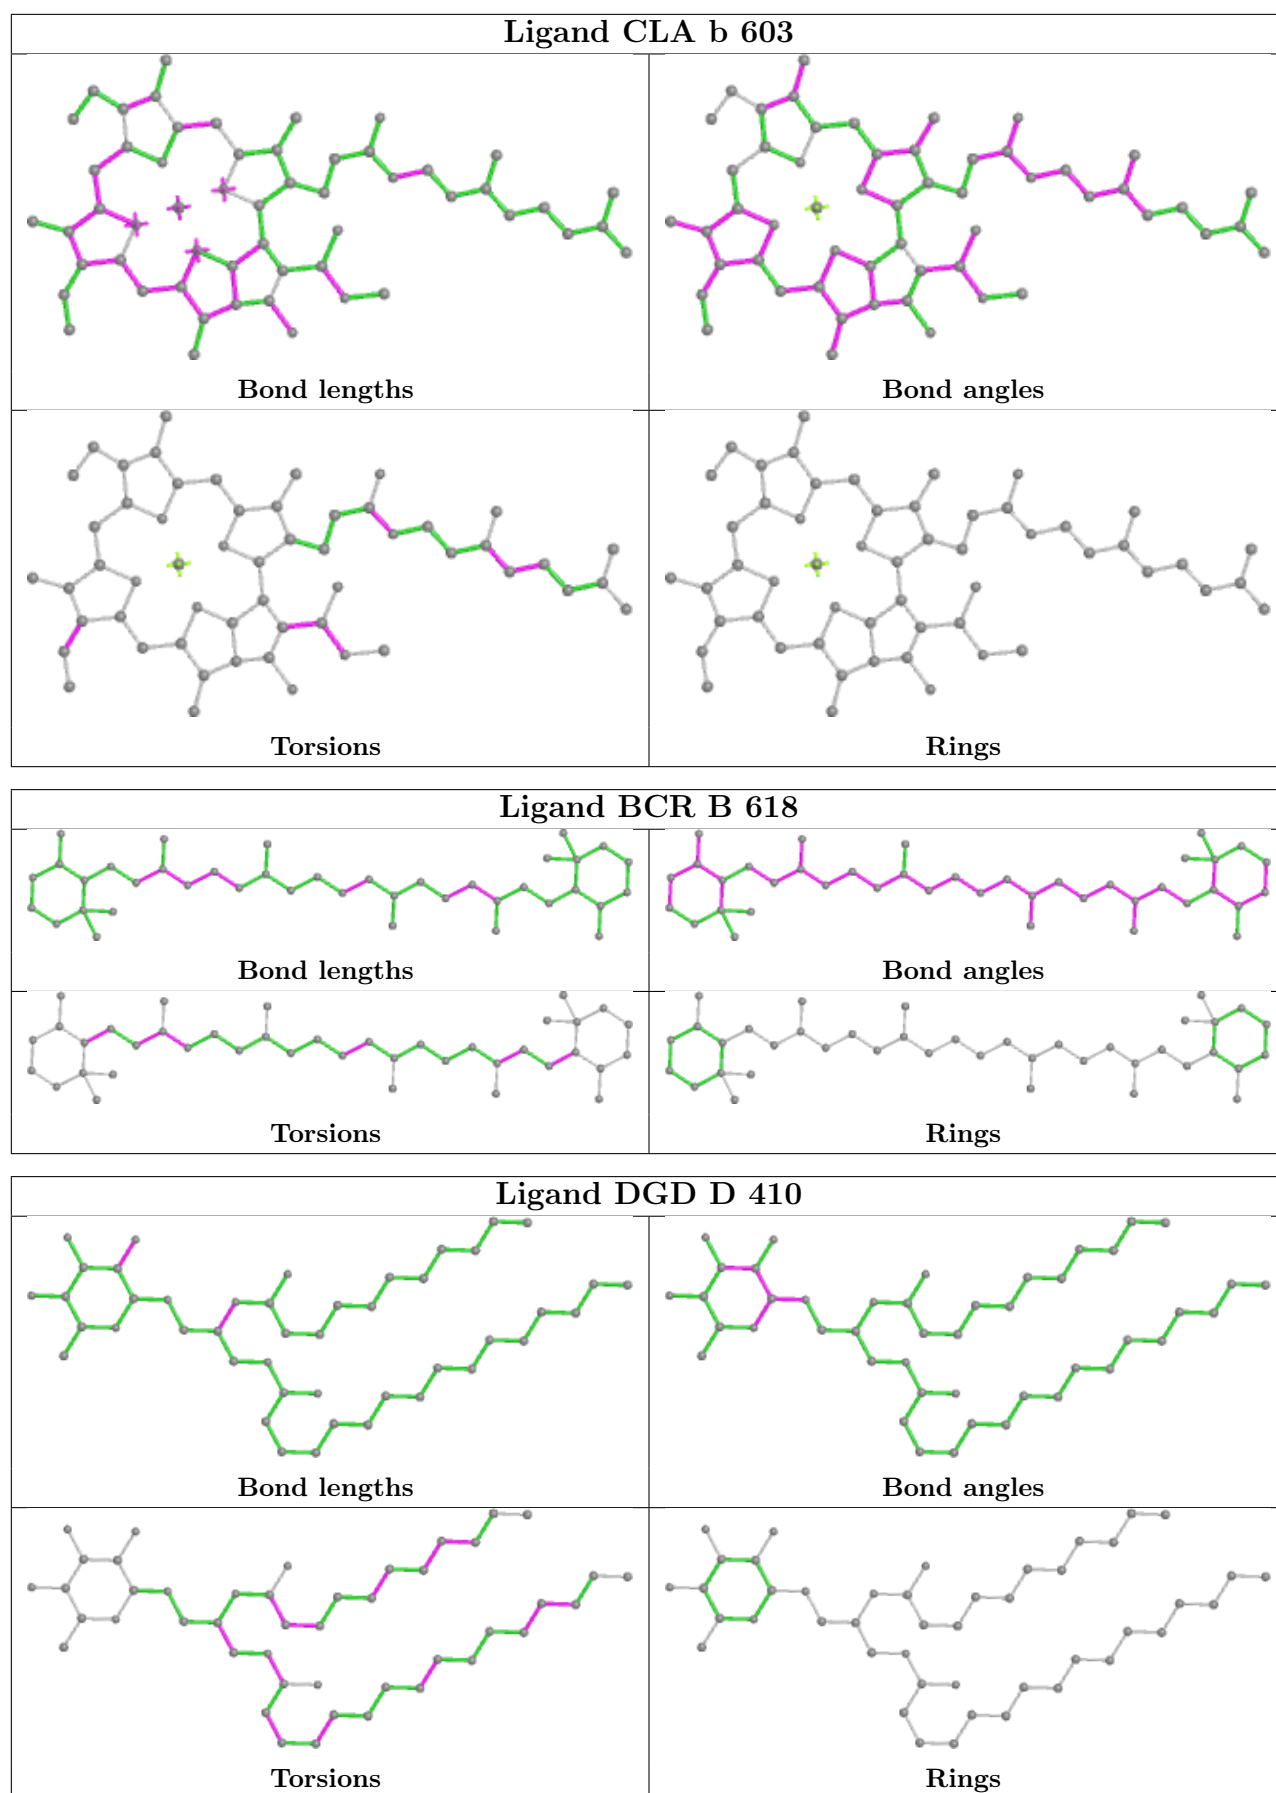 Ligand CLA b 603
Bond lengths
Bond angles
Torsions
Rings
Ligand BCR B 618
Bond lengths
Bond angles
Torsions
Rings
Ligand DGD D 410
Bond lengths
Bond angles
Torsions
Rings